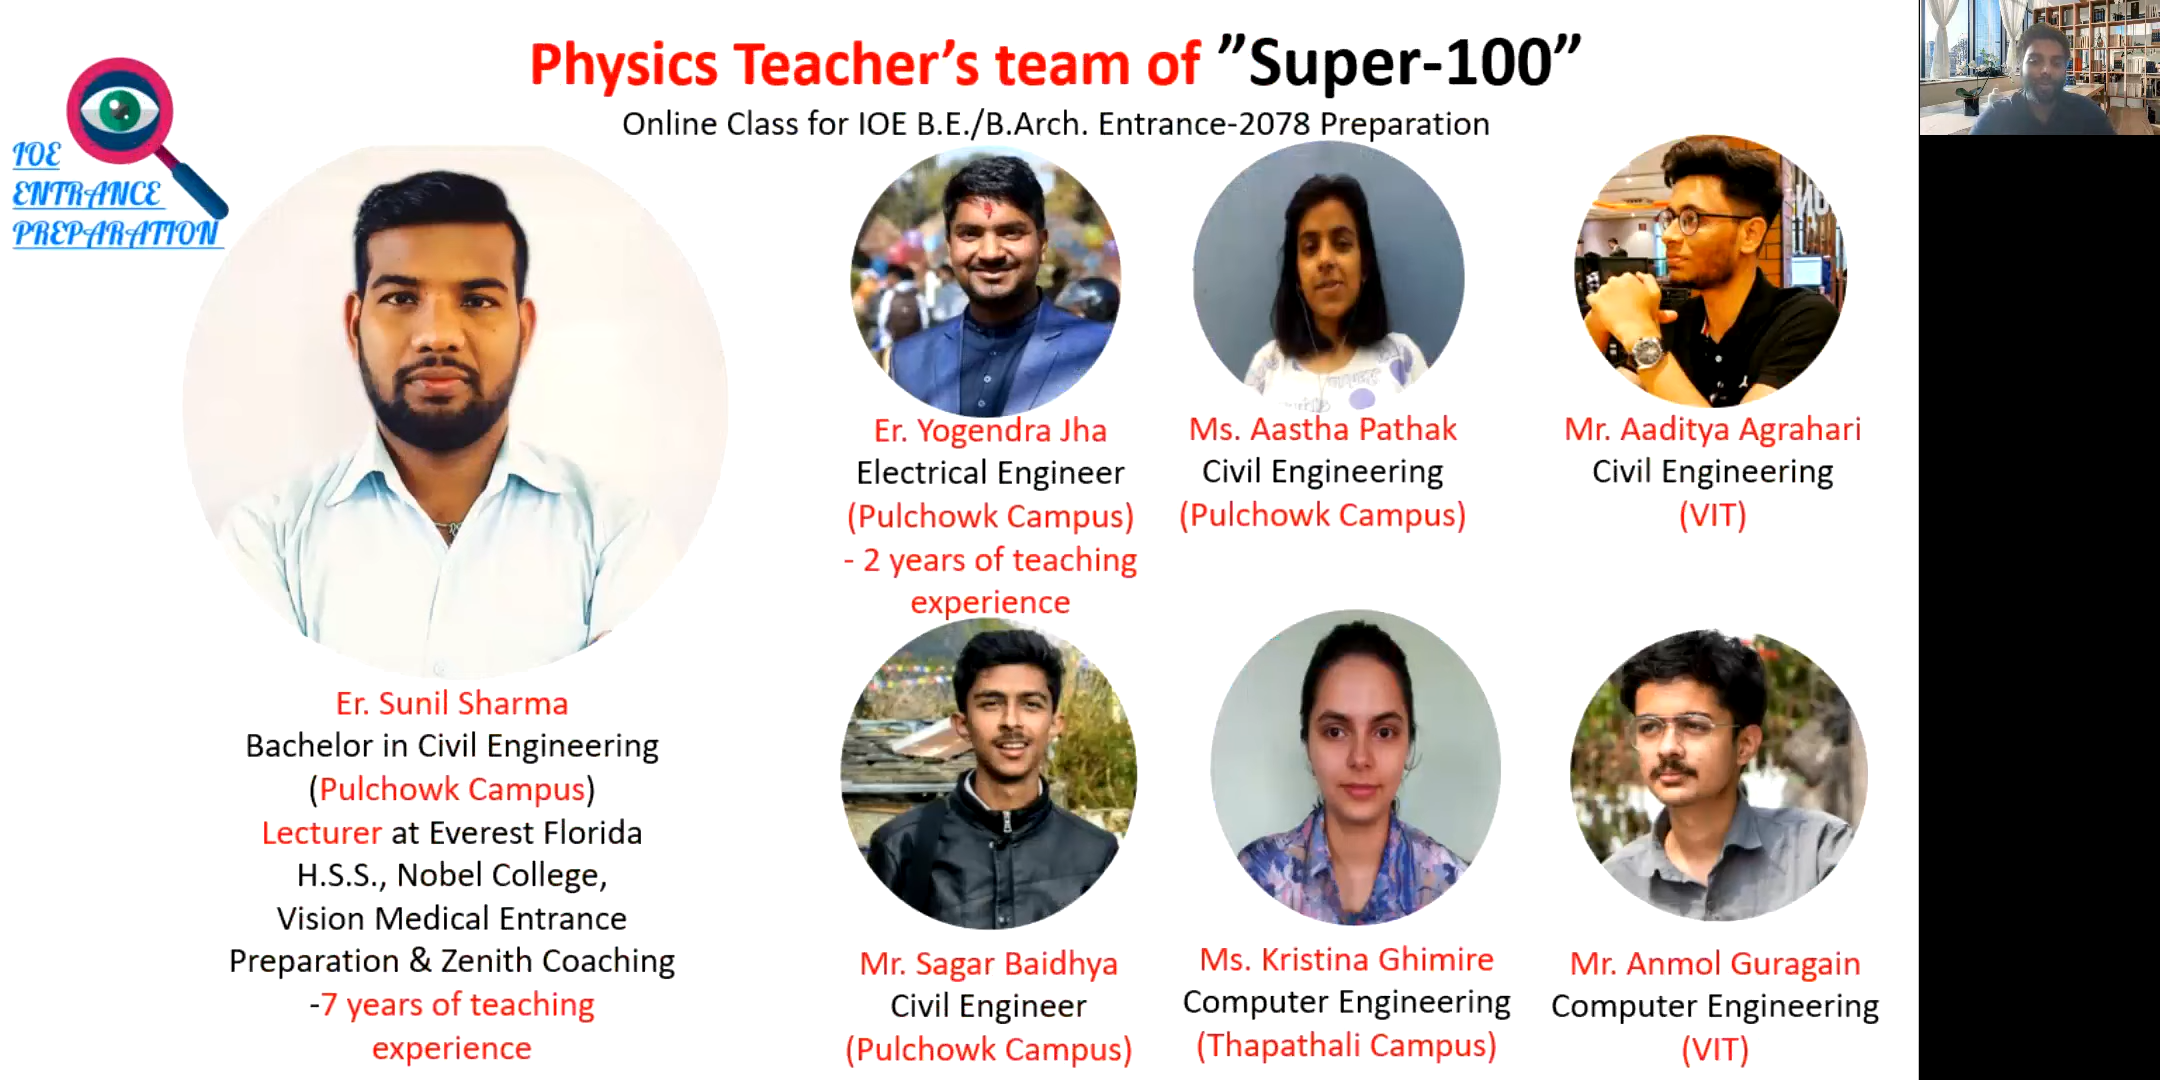 Physics Teacher’s team of ”Super-100”
Online Class for IOE B.E./B.Arch. Entrance-2078 Preparation
IOE
ENTRANCE
PREPARATION
Er. Sunil Sharma
Bachelor in Civil Engineering
(Pulchowk Campus)
Lecturer at Everest Florida
H.S.S., Nobel College,
Vision Medical Entrance
Preparation & Zenith Coaching
-7 years of teaching
experience
Er. Yogendra Jha
Electrical Engineer
(Pulchowk Campus)
- 2 years of teaching
experience
Ms. Aastha Pathak
Civil Engineering
(Pulchowk Campus)
Mr. Aaditya Agrahari
Civil Engineering
(VIT)
Mr. Sagar Baidhya
Civil Engineer
(Pulchowk Campus)
Ms. Kristina Ghimire
Computer Engineering
(Thapathali Campus)
Mr. Anmol Guragain
Computer Engineering
(VIT)